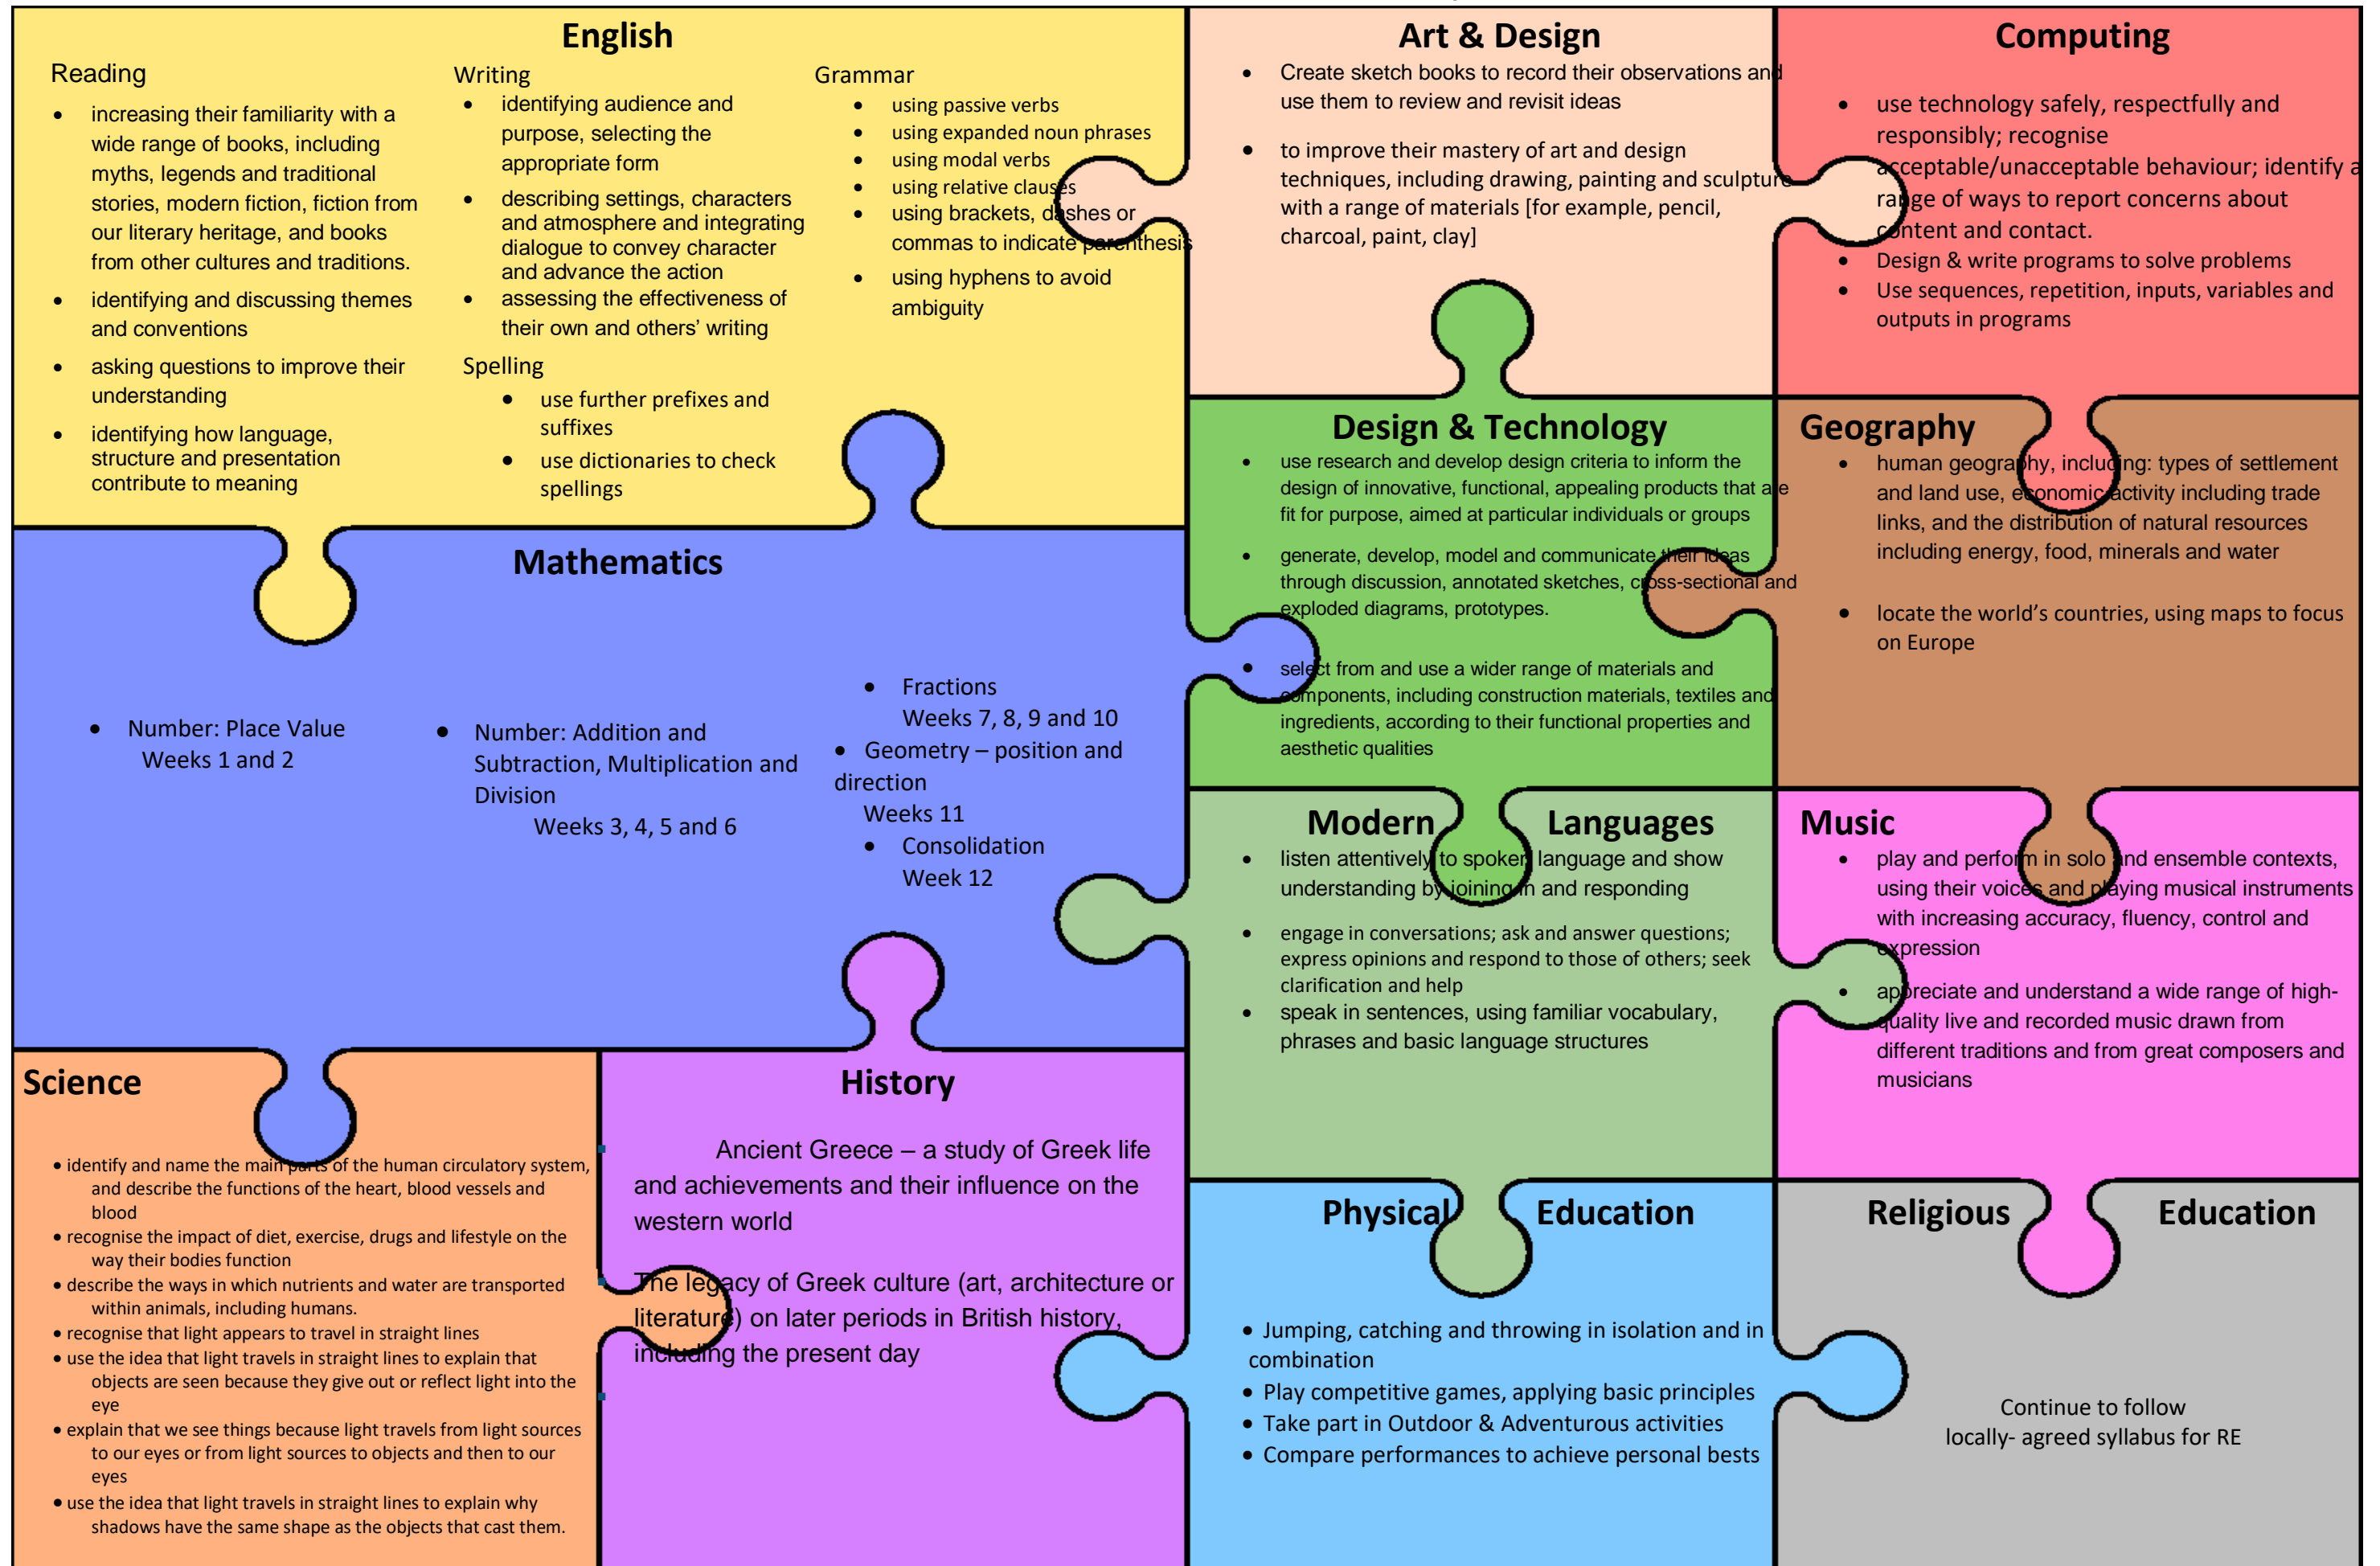 English
Reading
• increasing their familiarity with a
wide range of books, including
myths, legends and traditional
stories, modern fiction, fiction from
our literary heritage, and books
from other cultures and traditions.
• identifying and discussing themes
and conventions
• asking questions to improve their
understanding
• identifying how language,
structure and presentation
contribute to meaning
Writing
• identifying audience and
purpose, selecting the
appropriate form
• describing settings, characters
and atmosphere and integrating
dialogue to convey character
and advance the action
• assessing the effectiveness of
their own and others’ writing
Spelling
• use further prefixes and
suffixes
• use dictionaries to check
spellings
Grammar
• using passive verbs
• using expanded noun phrases
• using modal verbs
• using relative clauses
• using brackets, dashes or
commas to indicate parenthesis
• using hyphens to avoid
ambiguity
Art & Design
• Create sketch books to record their observations and
use them to review and revisit ideas
• to improve their mastery of art and design
techniques, including drawing, painting and sculpture
with a range of materials [for example, pencil,
charcoal, paint, clay]
Computing
• use technology safely, respectfully and
responsibly; recognise
acceptable/unacceptable behaviour; identify a
range of ways to report concerns about
content and contact.
• Design & write programs to solve problems
• Use sequences, repetition, inputs, variables and
outputs in programs
Design & Technology
• use research and develop design criteria to inform the
design of innovative, functional, appealing products that are
fit for purpose, aimed at particular individuals or groups
• generate, develop, model and communicate their ideas
through discussion, annotated sketches, cross-sectional and
exploded diagrams, prototypes.
• select from and use a wider range of materials and
components, including construction materials, textiles and
ingredients, according to their functional properties and
aesthetic qualities
Geography
• human geography, including: types of settlement
and land use, economic activity including trade
links, and the distribution of natural resources
including energy, food, minerals and water
• locate the world’s countries, using maps to focus
on Europe
Mathematics
• Number: Place Value
Weeks 1 and 2
• Number: Addition and
Subtraction, Multiplication and
Division
Weeks 3, 4, 5 and 6
• Fractions
Weeks 7, 8, 9 and 10
• Geometry – position and
direction
Weeks 11
• Consolidation
Week 12
Modern Languages
• listen attentively to spoken language and show
understanding by joining in and responding
• engage in conversations; ask and answer questions;
express opinions and respond to those of others; seek
clarification and help
• speak in sentences, using familiar vocabulary,
phrases and basic language structures
Music
• play and perform in solo and ensemble contexts,
using their voices and playing musical instruments
with increasing accuracy, fluency, control and
expression
• appreciate and understand a wide range of high-
quality live and recorded music drawn from
different traditions and from great composers and
musicians
Science
• identify and name the main parts of the human circulatory system,
and describe the functions of the heart, blood vessels and
blood
• recognise the impact of diet, exercise, drugs and lifestyle on the
way their bodies function
• describe the ways in which nutrients and water are transported
within animals, including humans.
• recognise that light appears to travel in straight lines
• use the idea that light travels in straight lines to explain that
objects are seen because they give out or reflect light into the
eye
• explain that we see things because light travels from light sources
to our eyes or from light sources to objects and then to our
eyes
• use the idea that light travels in straight lines to explain why
shadows have the same shape as the objects that cast them.
History
Ancient Greece – a study of Greek life
and achievements and their influence on the
western world
The legacy of Greek culture (art, architecture or
literature) on later periods in British history,
including the present day
Physical Education
• Jumping, catching and throwing in isolation and in
combination
• Play competitive games, applying basic principles
• Take part in Outdoor & Adventurous activities
• Compare performances to achieve personal bests
Religious Education
Continue to follow
locally- agreed syllabus for RE